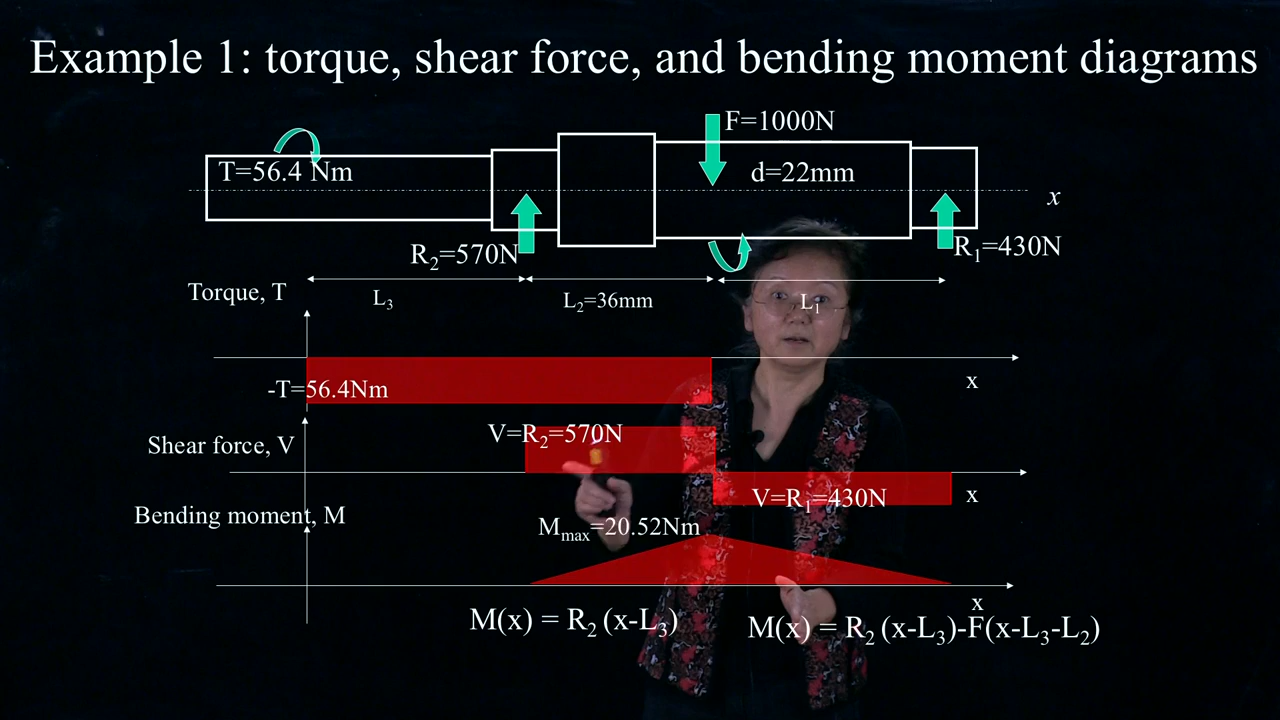 Example 1: torque, shear force, and bending moment diagrams
F=1000N
T=56.4 Nm
d=22mm
x
R₂=570N
R₁=430N
Torque, T
L₃
L₂=36mm
L₁
-T=56.4Nm
x
V=R₂=570N
Shear force, V
V=R₁=430N
x
Bending moment, M
Mmax=20.52Nm
x
M(x) = R₂ (x-L₃)
M(x) = R₂ (x-L₃)-F(x-L₃-L₂)